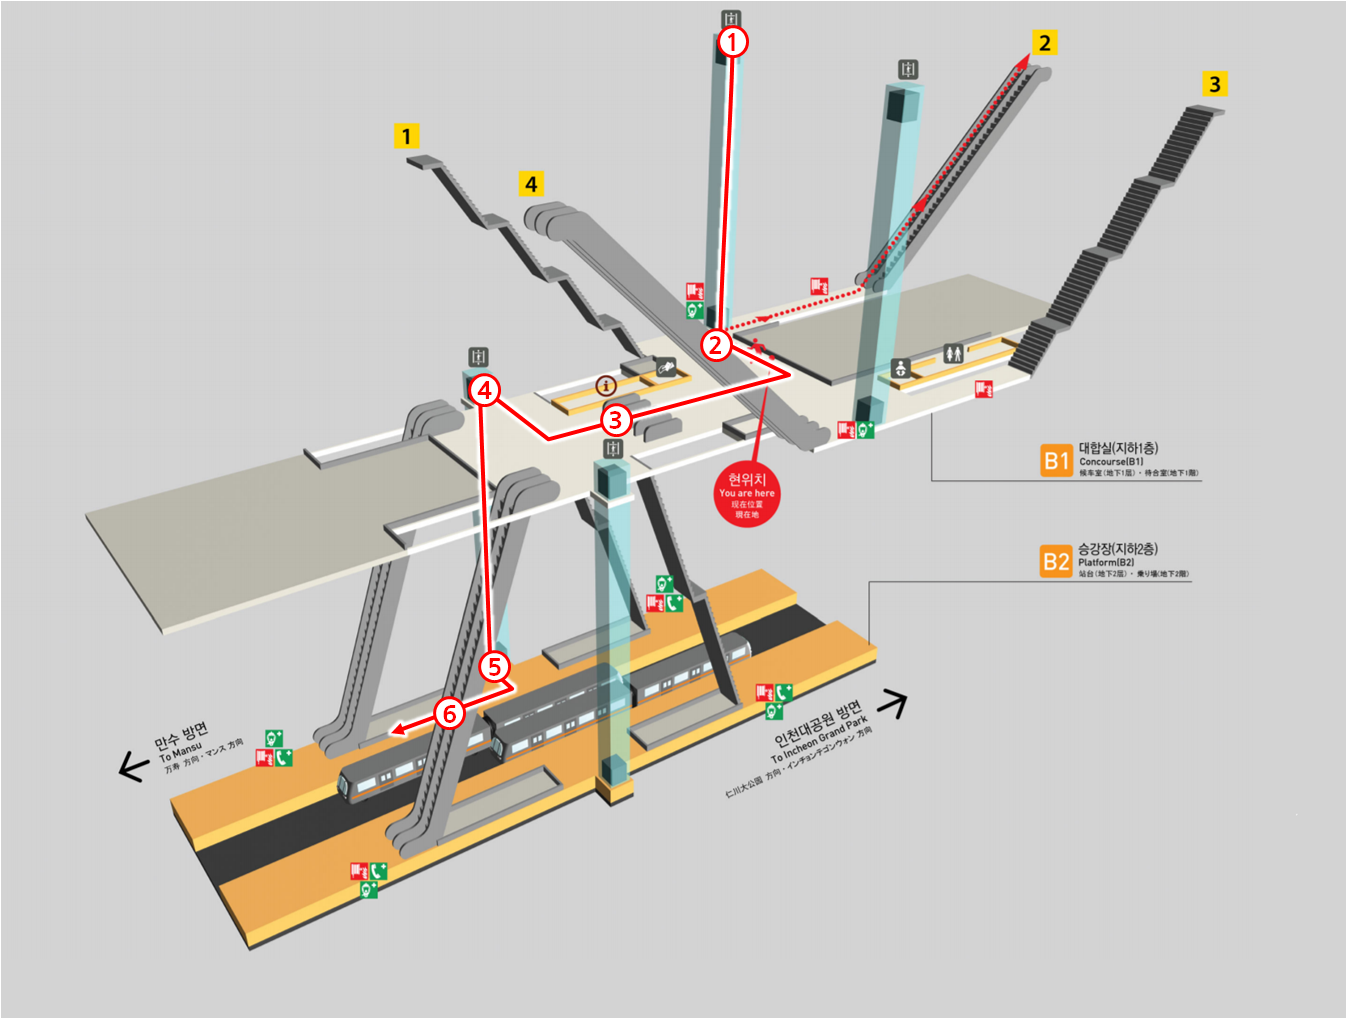 1
2
3
1
4
2
3
4
5
6
i
현위치
You are here
现在位置
現在地
B1
대합실(지하1층)
Concourse(B1)
候车室(地下1层)・待合室(地下1階)
B2
승강장(지하2층)
Platform(B2)
站台(地下2层)・乗り場(地下2階)
만수 방면
To Mansu
万寿 方向・マンス 方向
인천대공원 방면
To Incheon Grand Park
仁川大公园 方向・インチョンテゴンウォン 方向